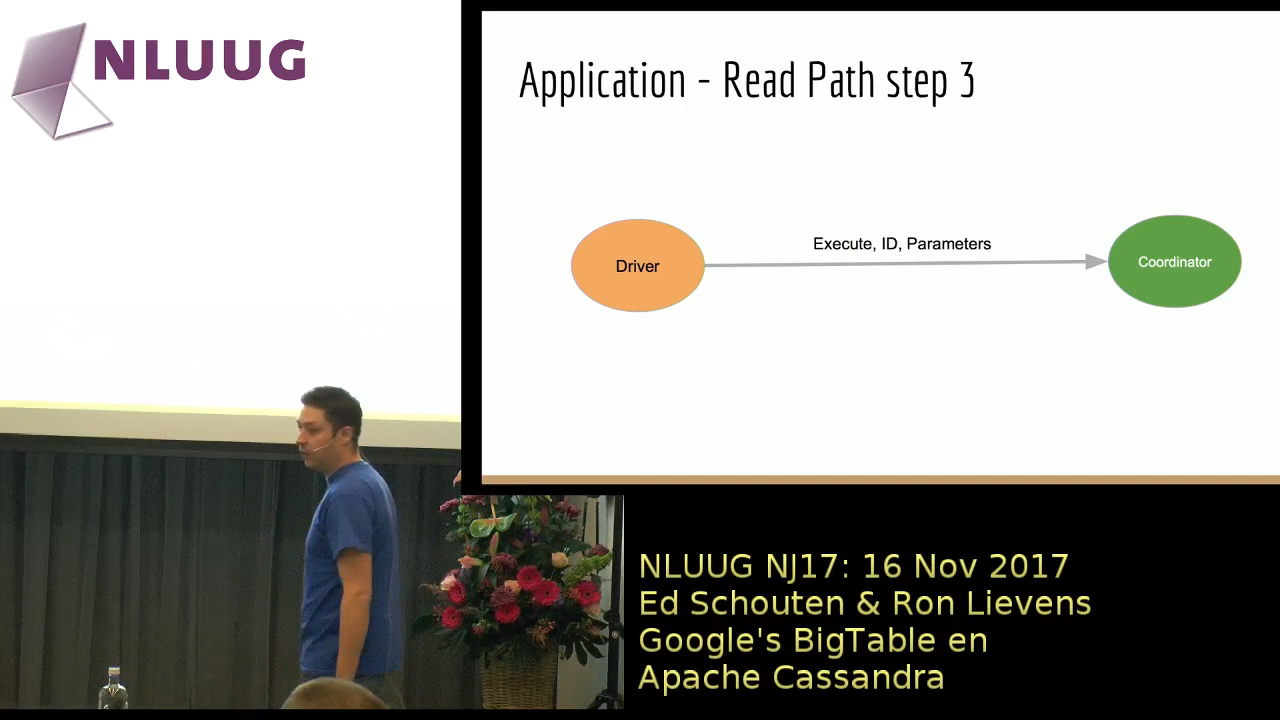 NLUUG
Application - Read Path step 3
Execute, ID, Parameters
Driver
Coordinator
NLUUG NJ17: 16 Nov 2017
Ed Schouten & Ron Lievens
Google's BigTable en
Apache Cassandra